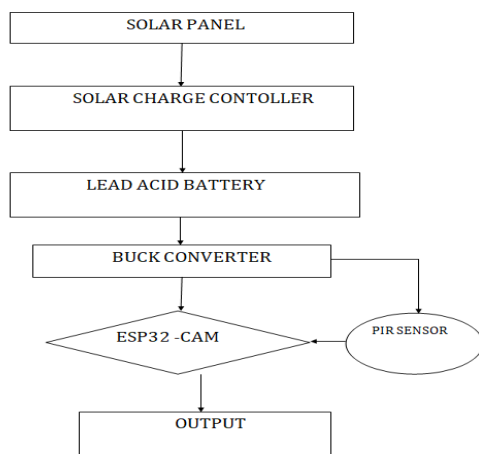 SOLAR PANEL
SOLAR CHARGE CONTOLLER
LEAD ACID BATTERY
BUCK CONVERTER
ESP32 -CAM
PIR SENSOR
OUTPUT